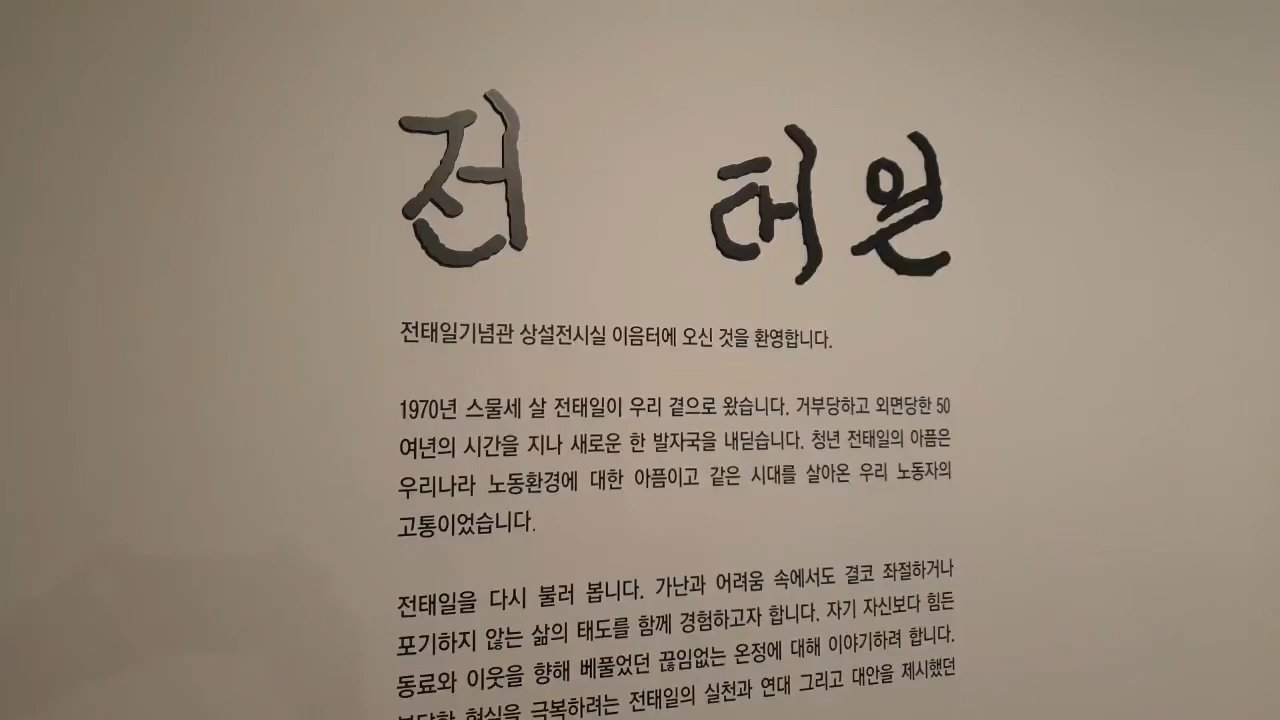 전 태일
전태일기념관 상설전시실 이음터에 오신 것을 환영합니다.
1970년 스물세 살 전태일이 우리 곁으로 왔습니다. 거부당하고 외면당한 50
여년의 시간을 지나 새로운 한 발자국을 내딛습니다. 청년 전태일의 아픔은
우리나라 노동환경에 대한 아픔이고 같은 시대를 살아온 우리 노동자의
고통이었습니다.
전태일을 다시 불러 봅니다. 가난과 어려움 속에서도 결코 좌절하거나
포기하지 않는 삶의 태도를 함께 경험하고자 합니다. 자기 자신보다 힘든
동료와 이웃을 향해 베풀었던 끊임없는 온정에 대해 이야기하려 합니다.
현실을 극복하려는 전태일의 실천과 연대 그리고 대안을 제시했던